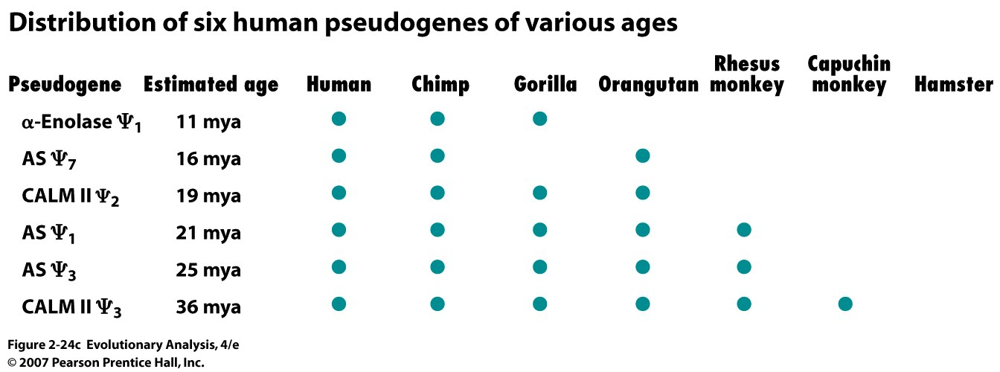 Distribution of six human pseudogenes of various ages
Pseudogene Estimated age Human Chimp Gorilla Orangutan Rhesus monkey Capuchin monkey Hamster
α-Enolase Ψ1 11 mya
AS Ψ7 16 mya
CALM II Ψ2 19 mya
AS Ψ1 21 mya
AS Ψ3 25 mya
CALM II Ψ3 36 mya
Figure 2-24c Evolutionary Analysis, 4/e
© 2007 Pearson Prentice Hall, Inc.